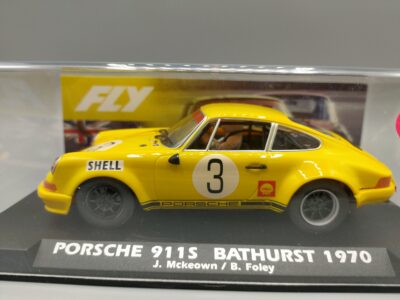 FLY
SHELL
3
PORSCHE
PORSCHE 911S BATHURST 1970
J. Mckeown / B. Foley